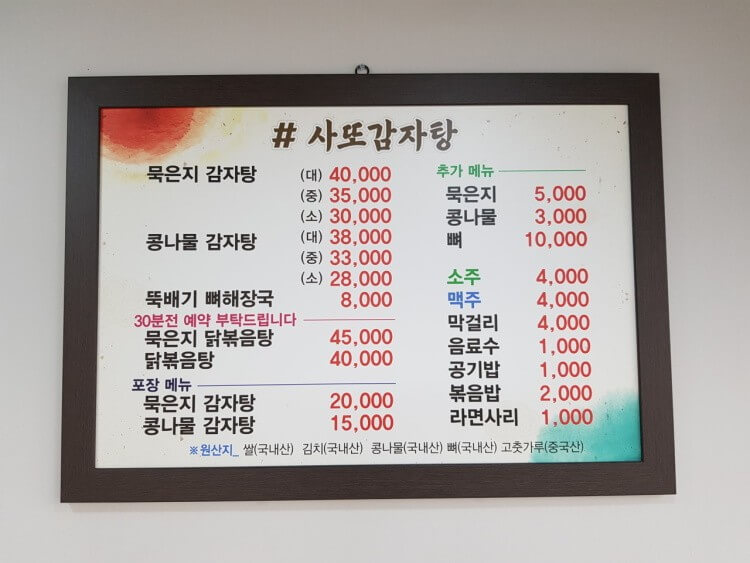 # 사또감자탕
묵은지 감자탕 (대) 40,000
(중) 35,000
(소) 30,000
콩나물 감자탕 (대) 38,000
(중) 33,000
(소) 28,000
뚝배기 뼈해장국 8,000
30분전 예약 부탁드립니다
묵은지 닭볶음탕 45,000
닭볶음탕 40,000
포장 메뉴
묵은지 감자탕 20,000
콩나물 감자탕 15,000
추가 메뉴
묵은지 5,000
콩나물 3,000
뼈 10,000
소주 4,000
맥주 4,000
막걸리 4,000
음료수 1,000
공기밥 1,000
볶음밥 2,000
라면사리 1,000
※원산지_ 쌀(국내산) 김치(국내산) 콩나물(국내산) 뼈(국내산) 고춧가루(중국산)